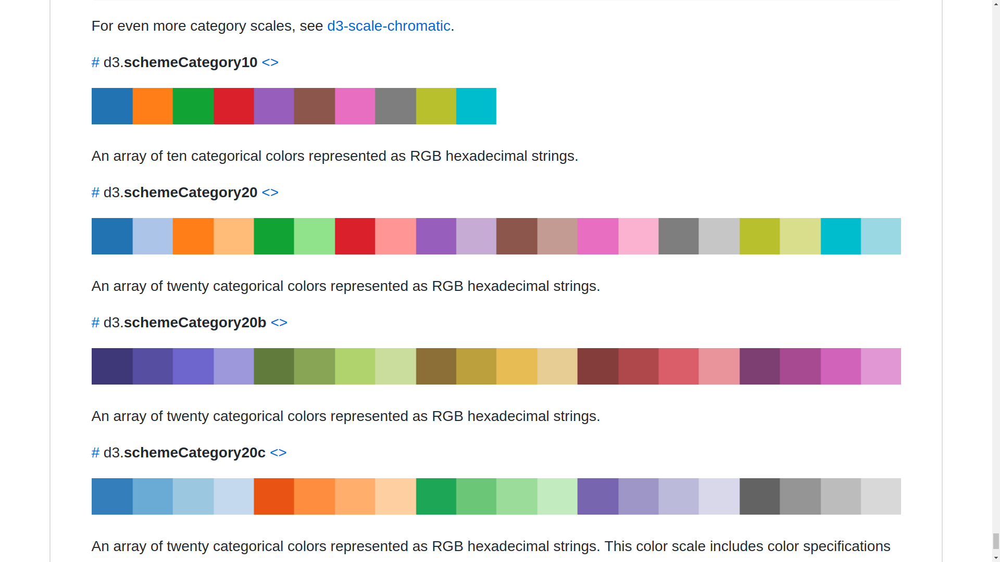 For even more category scales, see d3-scale-chromatic.
# d3.schemeCategory10 <>
An array of ten categorical colors represented as RGB hexadecimal strings.
# d3.schemeCategory20 <>
An array of twenty categorical colors represented as RGB hexadecimal strings.
# d3.schemeCategory20b <>
An array of twenty categorical colors represented as RGB hexadecimal strings.
# d3.schemeCategory20c <>
An array of twenty categorical colors represented as RGB hexadecimal strings. This color scale includes color specifications